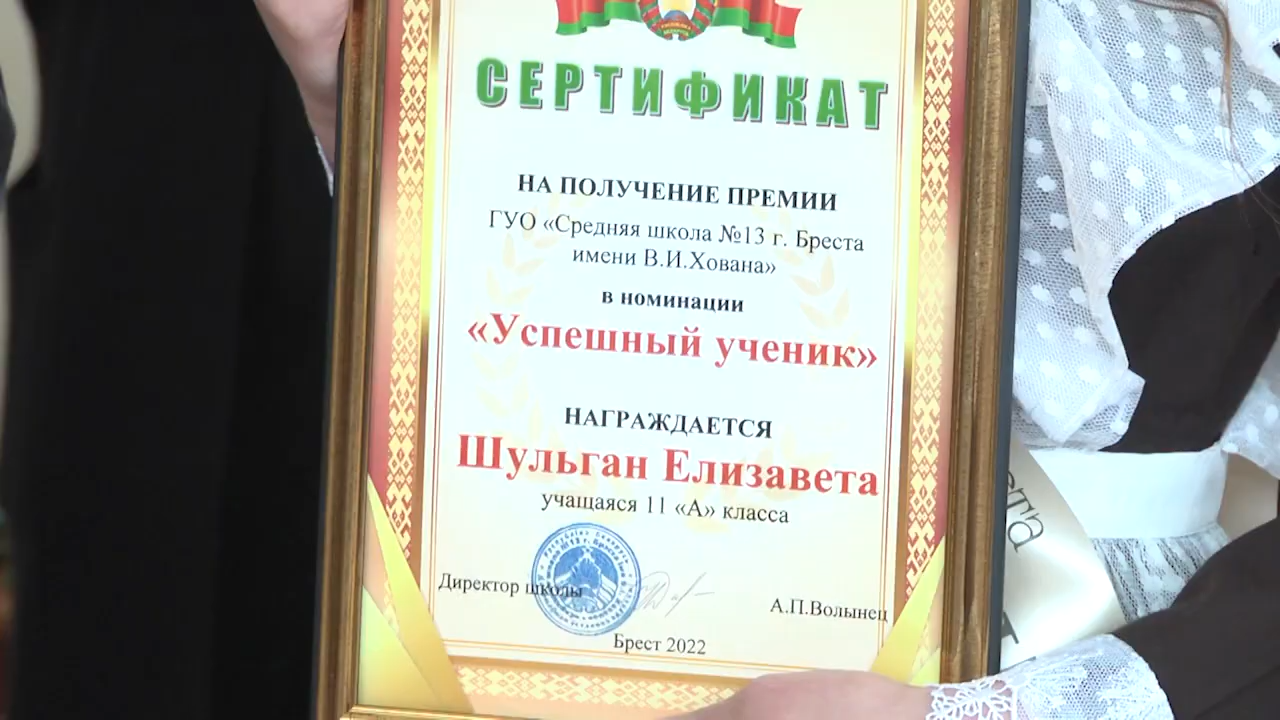 СЕРТИФИКАТ
НА ПОЛУЧЕНИЕ ПРЕМИИ
ГУО «Средняя школа №13 г. Бреста
имени В.И.Хована»
в номинации
«Успешный ученик»
НАГРАЖДАЕТСЯ
Шульган Елизавета
учащаяся 11 «А» класса
Директор школы
А.П.Волынец
Брест 2022